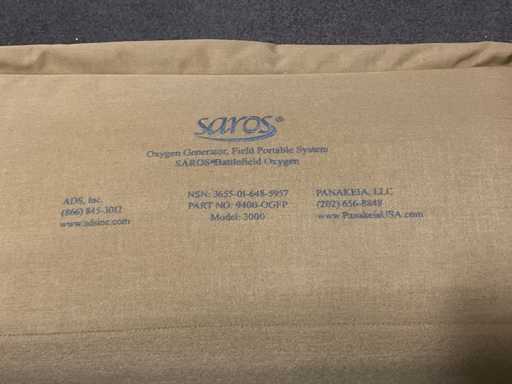 saros®
Oxygen Generator, Field Portable System
SAROS®Battlefield Oxygen
ADS, Inc.
(866) 845-3012
www.adsinc.com
NSN: 3655-01-648-5957
PART NO: 9400-OGFP
Model: 3000
PANAKEIA, LLC
(202) 656-8848
www.PanakeiaUSA.com